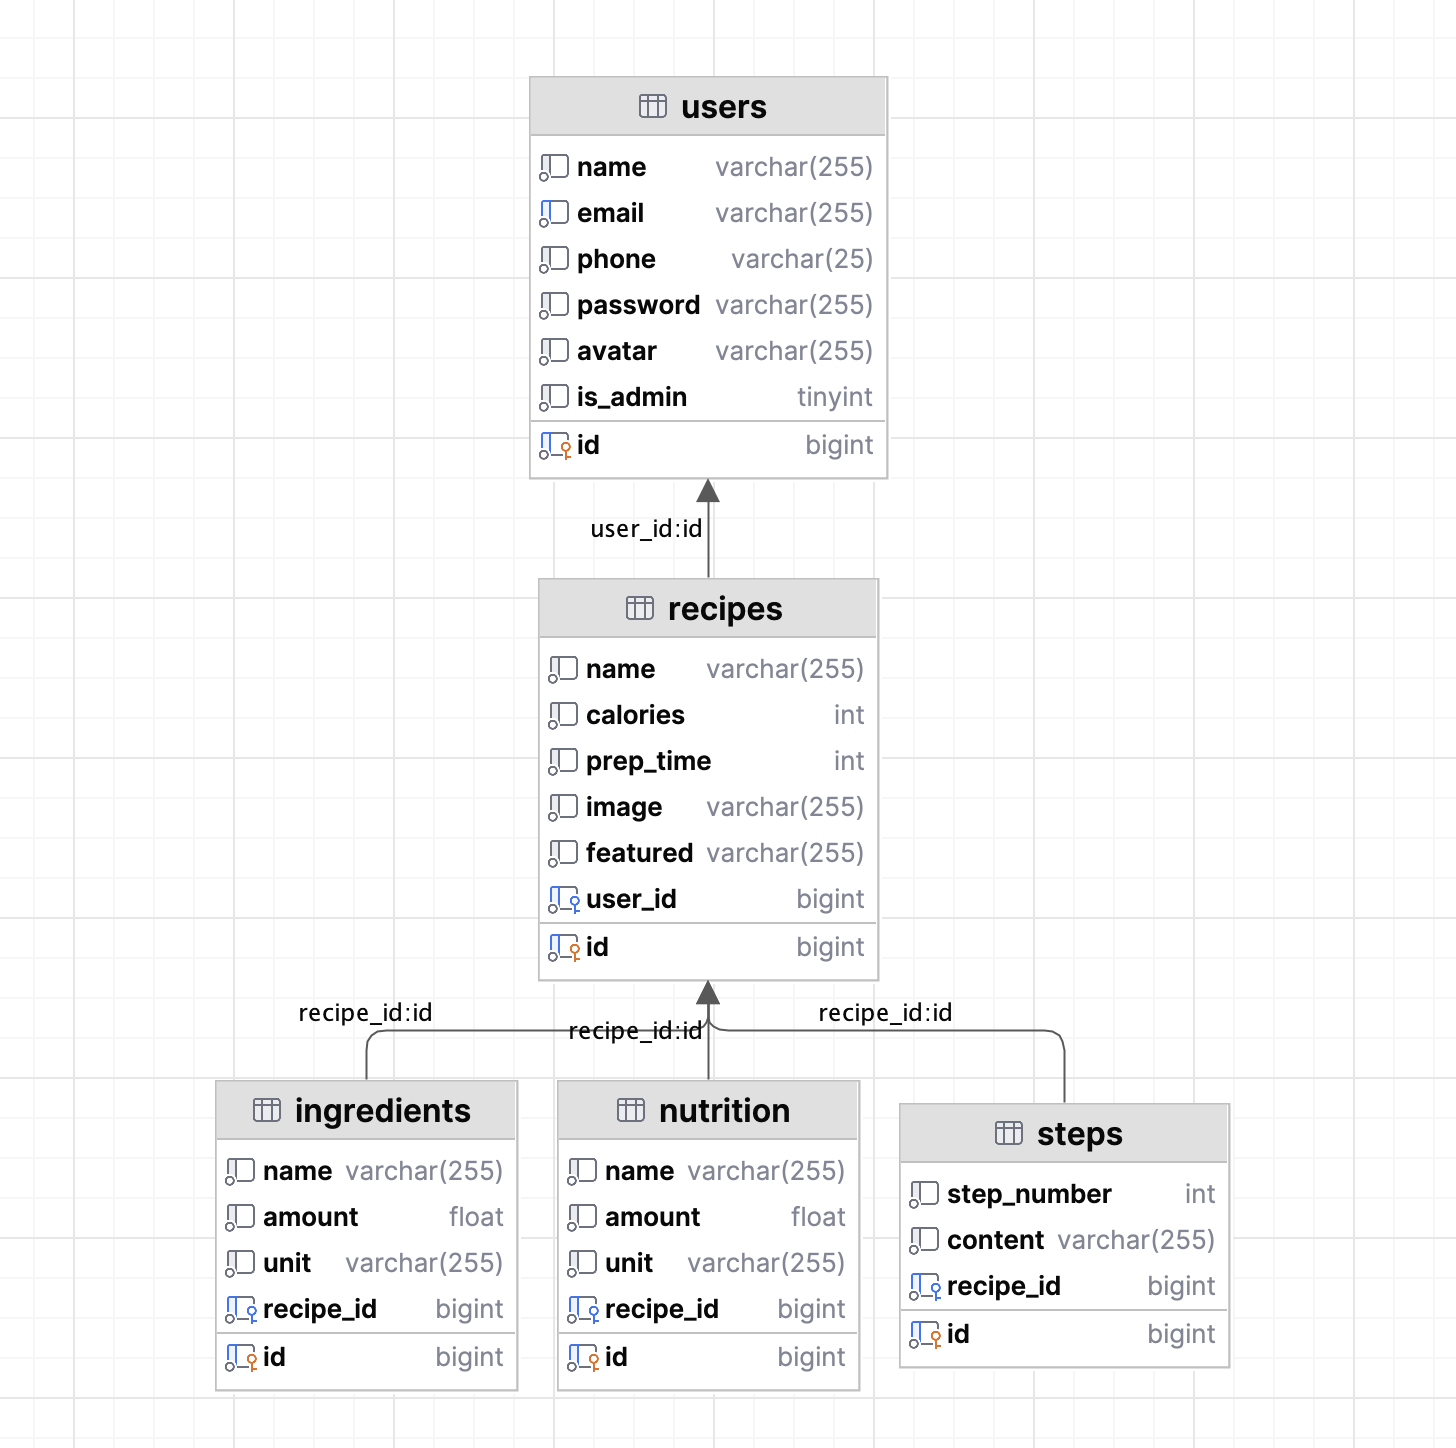 users
name varchar(255)
email varchar(255)
phone varchar(25)
password varchar(255)
avatar varchar(255)
is_admin tinyint
id bigint
user_id:id
recipes
name varchar(255)
calories int
prep_time int
image varchar(255)
featured varchar(255)
user_id bigint
id bigint
recipe_id:id
recipe_id:id
recipe_id:id
ingredients
name varchar(255)
amount float
unit varchar(255)
recipe_id bigint
id bigint
nutrition
name varchar(255)
amount float
unit varchar(255)
recipe_id bigint
id bigint
steps
step_number int
content varchar(255)
recipe_id bigint
id bigint